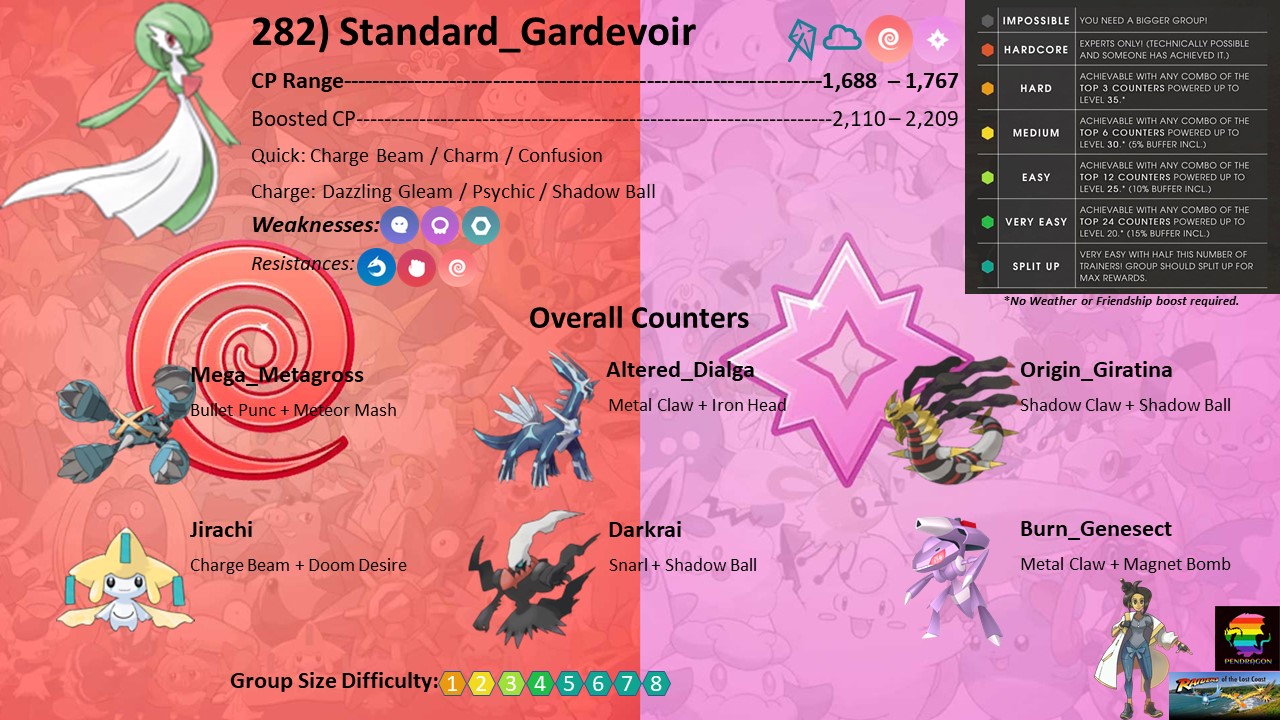 282) Standard_Gardevoir
CP Range--------------------------------------------------------------------------------1,688 – 1,767
Boosted CP--------------------------------------------------------------------------------2,110 – 2,209
Quick: Charge Beam / Charm / Confusion
Charge: Dazzling Gleam / Psychic / Shadow Ball
Weaknesses:
Resistances:
IMPOSSIBLE YOU NEED A BIGGER GROUP!
HARDCORE EXPERTS ONLY! (TECHNICALLY POSSIBLE
AND SOMEONE HAS ACHIEVED IT.)
HARD ACHIEVABLE WITH ANY COMBO OF THE
TOP 3 COUNTERS POWERED UP TO
LEVEL 35.*
MEDIUM ACHIEVABLE WITH ANY COMBO OF THE
TOP 6 COUNTERS POWERED UP TO
LEVEL 30.* (5% BUFFER INCL.)
EASY ACHIEVABLE WITH ANY COMBO OF THE
TOP 12 COUNTERS POWERED UP TO
LEVEL 25.* (10% BUFFER INCL.)
VERY EASY ACHIEVABLE WITH ANY COMBO OF THE
TOP 24 COUNTERS POWERED UP TO
LEVEL 20.* (15% BUFFER INCL.)
SPLIT UP VERY EASY WITH HALF THIS NUMBER OF
TRAINERS! GROUP SHOULD SPLIT UP FOR
MAX REWARDS.
*No Weather or Friendship boost required.
Overall Counters
Mega_Metagross
Bullet Punc + Meteor Mash
Altered_Dialga
Metal Claw + Iron Head
Origin_Giratina
Shadow Claw + Shadow Ball
Jirachi
Charge Beam + Doom Desire
Darkrai
Snarl + Shadow Ball
Burn_Genesect
Metal Claw + Magnet Bomb
Group Size Difficulty: 1 2 3 4 5 6 7 8
PENDRAGON
RAIDERS of the Lost Coast